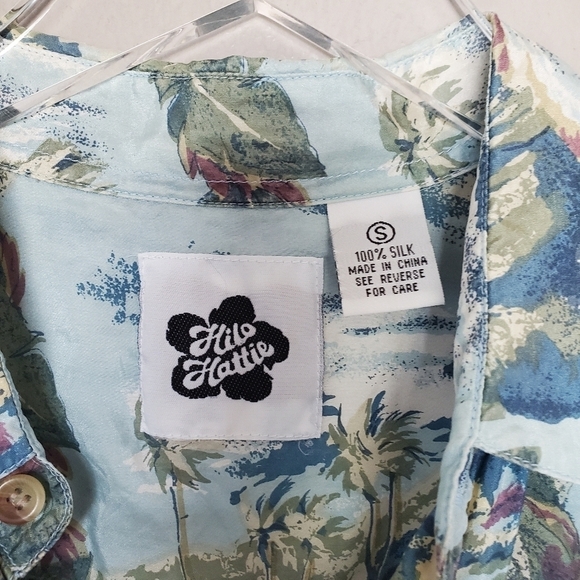 Hilo
Hattie
S
100% SILK
MADE IN CHINA
SEE REVERSE
FOR CARE